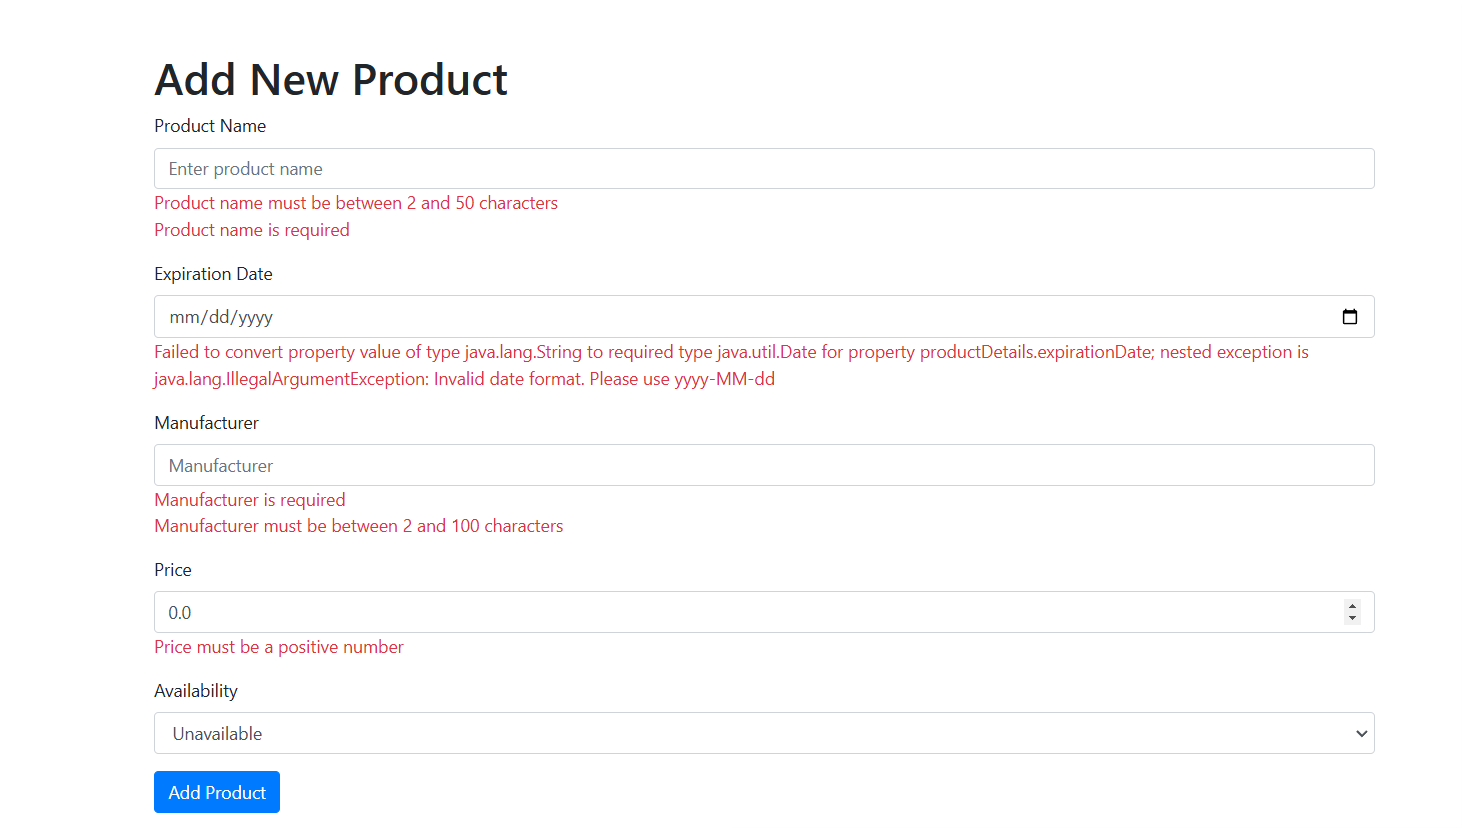 Add New Product
Product Name
Enter product name
Product name must be between 2 and 50 characters
Product name is required
Expiration Date
mm/dd/yyyy
Failed to convert property value of type java.lang.String to required type java.util.Date for property productDetails.expirationDate; nested exception is
java.lang.IllegalArgumentException: Invalid date format. Please use yyyy-MM-dd
Manufacturer
Manufacturer
Manufacturer is required
Manufacturer must be between 2 and 100 characters
Price
0.0
Price must be a positive number
Availability
Unavailable
Add Product